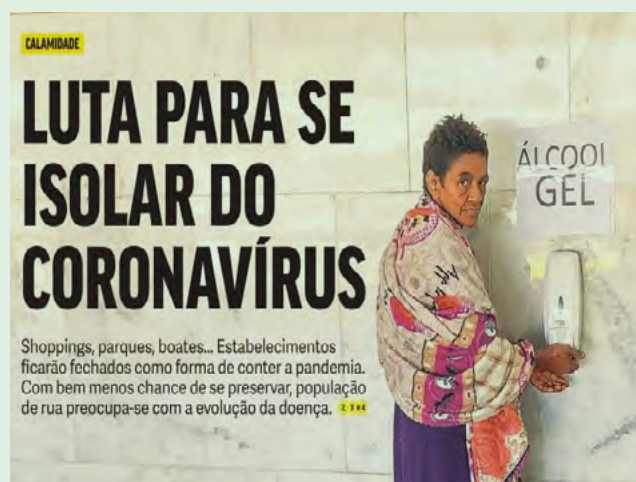 CALAMIDADE
LUTA PARA SE
ISOLAR DO
CORONAVÍRUS
Shoppings, parques, boates... Estabelecimentos
ficarão fechados como forma de conter a pandemia.
Com bem menos chance de se preservar, população
de rua preocupa-se com a evolução da doença.
ÁLCOOL
GEL